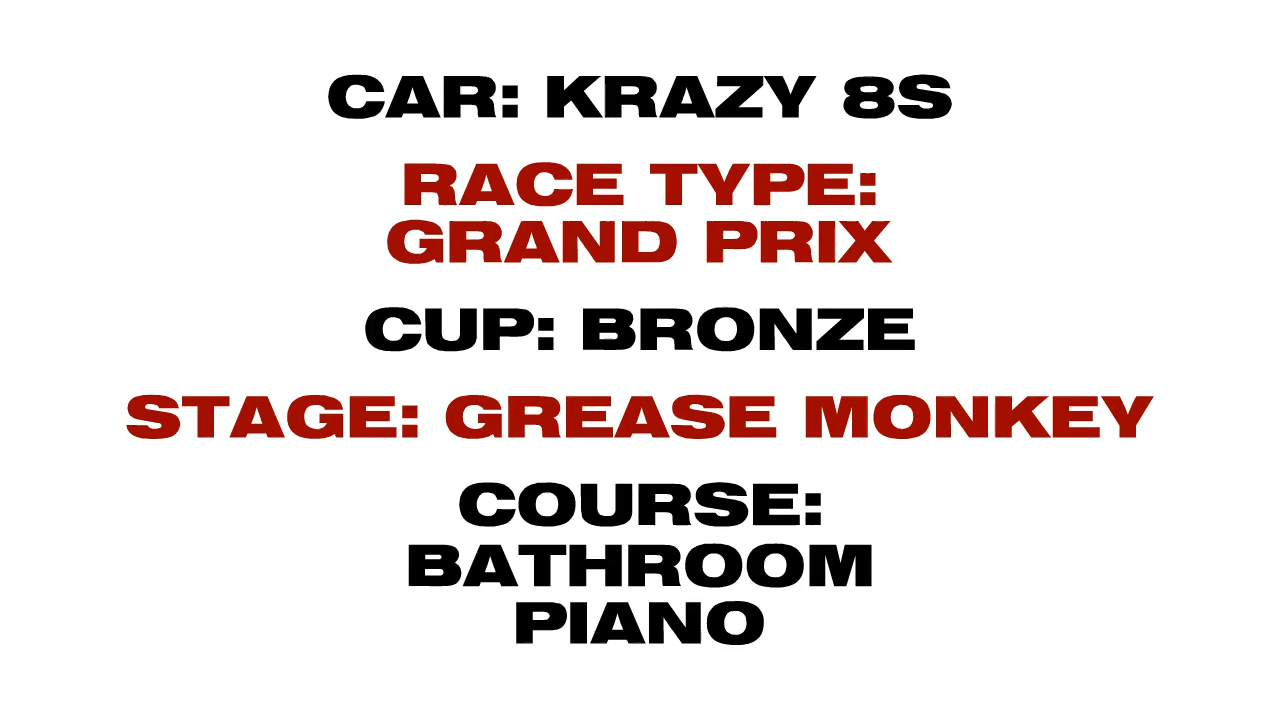 CAR: KRAZY 8S
RACE TYPE:
GRAND PRIX
CUP: BRONZE
STAGE: GREASE MONKEY
COURSE:
BATHROOM
PIANO